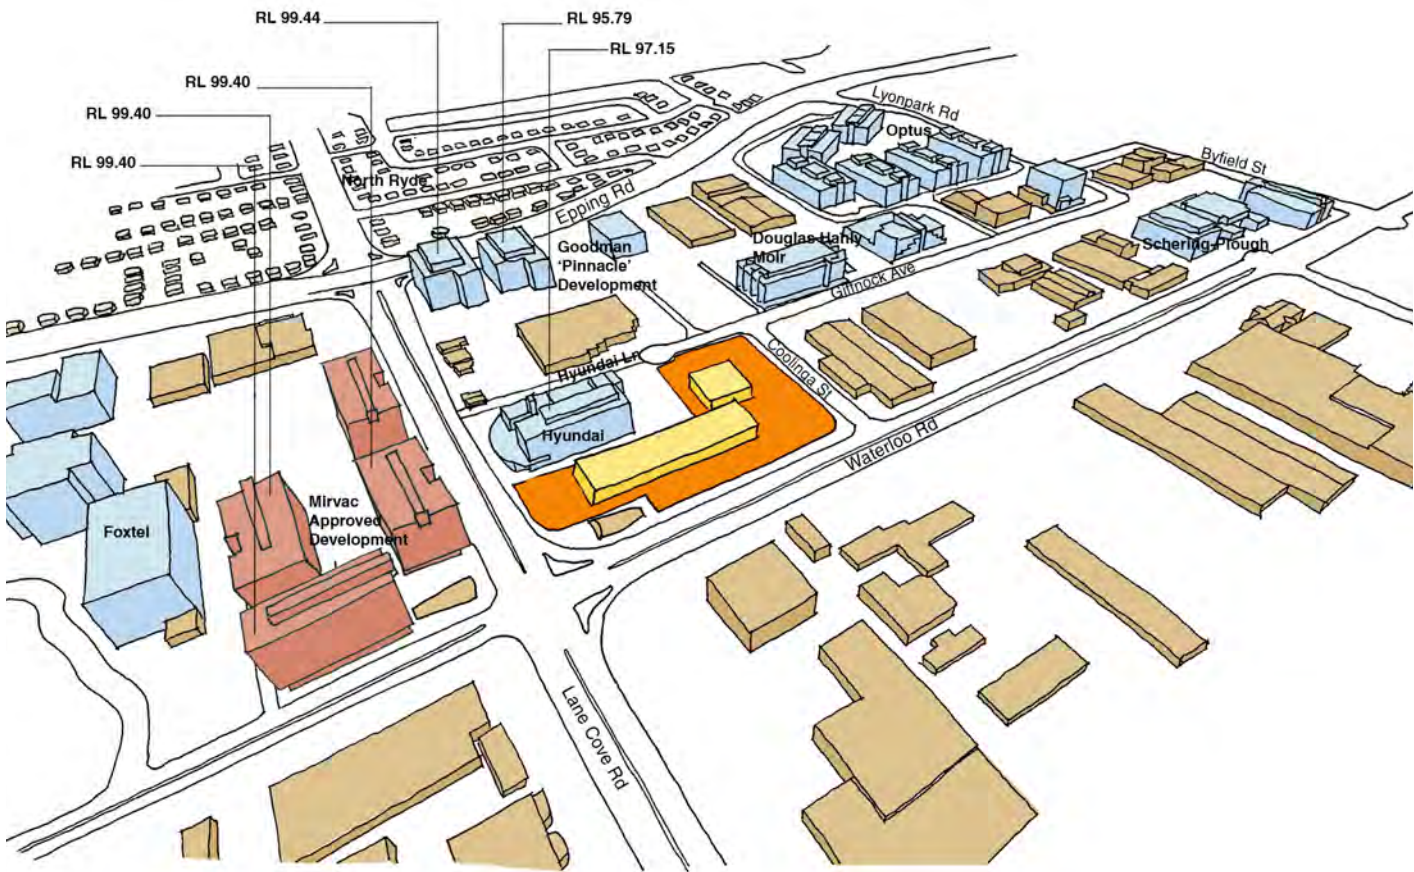 RL 99.44
RL 95.79
RL 97.15
RL 99.40
RL 99.40
RL 99.40
Lyonpark Rd
Optus
Byfield St
North Ryde
Epping Rd
Goodman
'Pinnacle'
Development
Douglas Hanly
Moir
Schering-Plough
Giffnock Ave
Hyundai Ln
Coolinga St
Hyundai
Waterloo Rd
Mirvac
Approved
Development
Foxtel
Lane Cove Rd